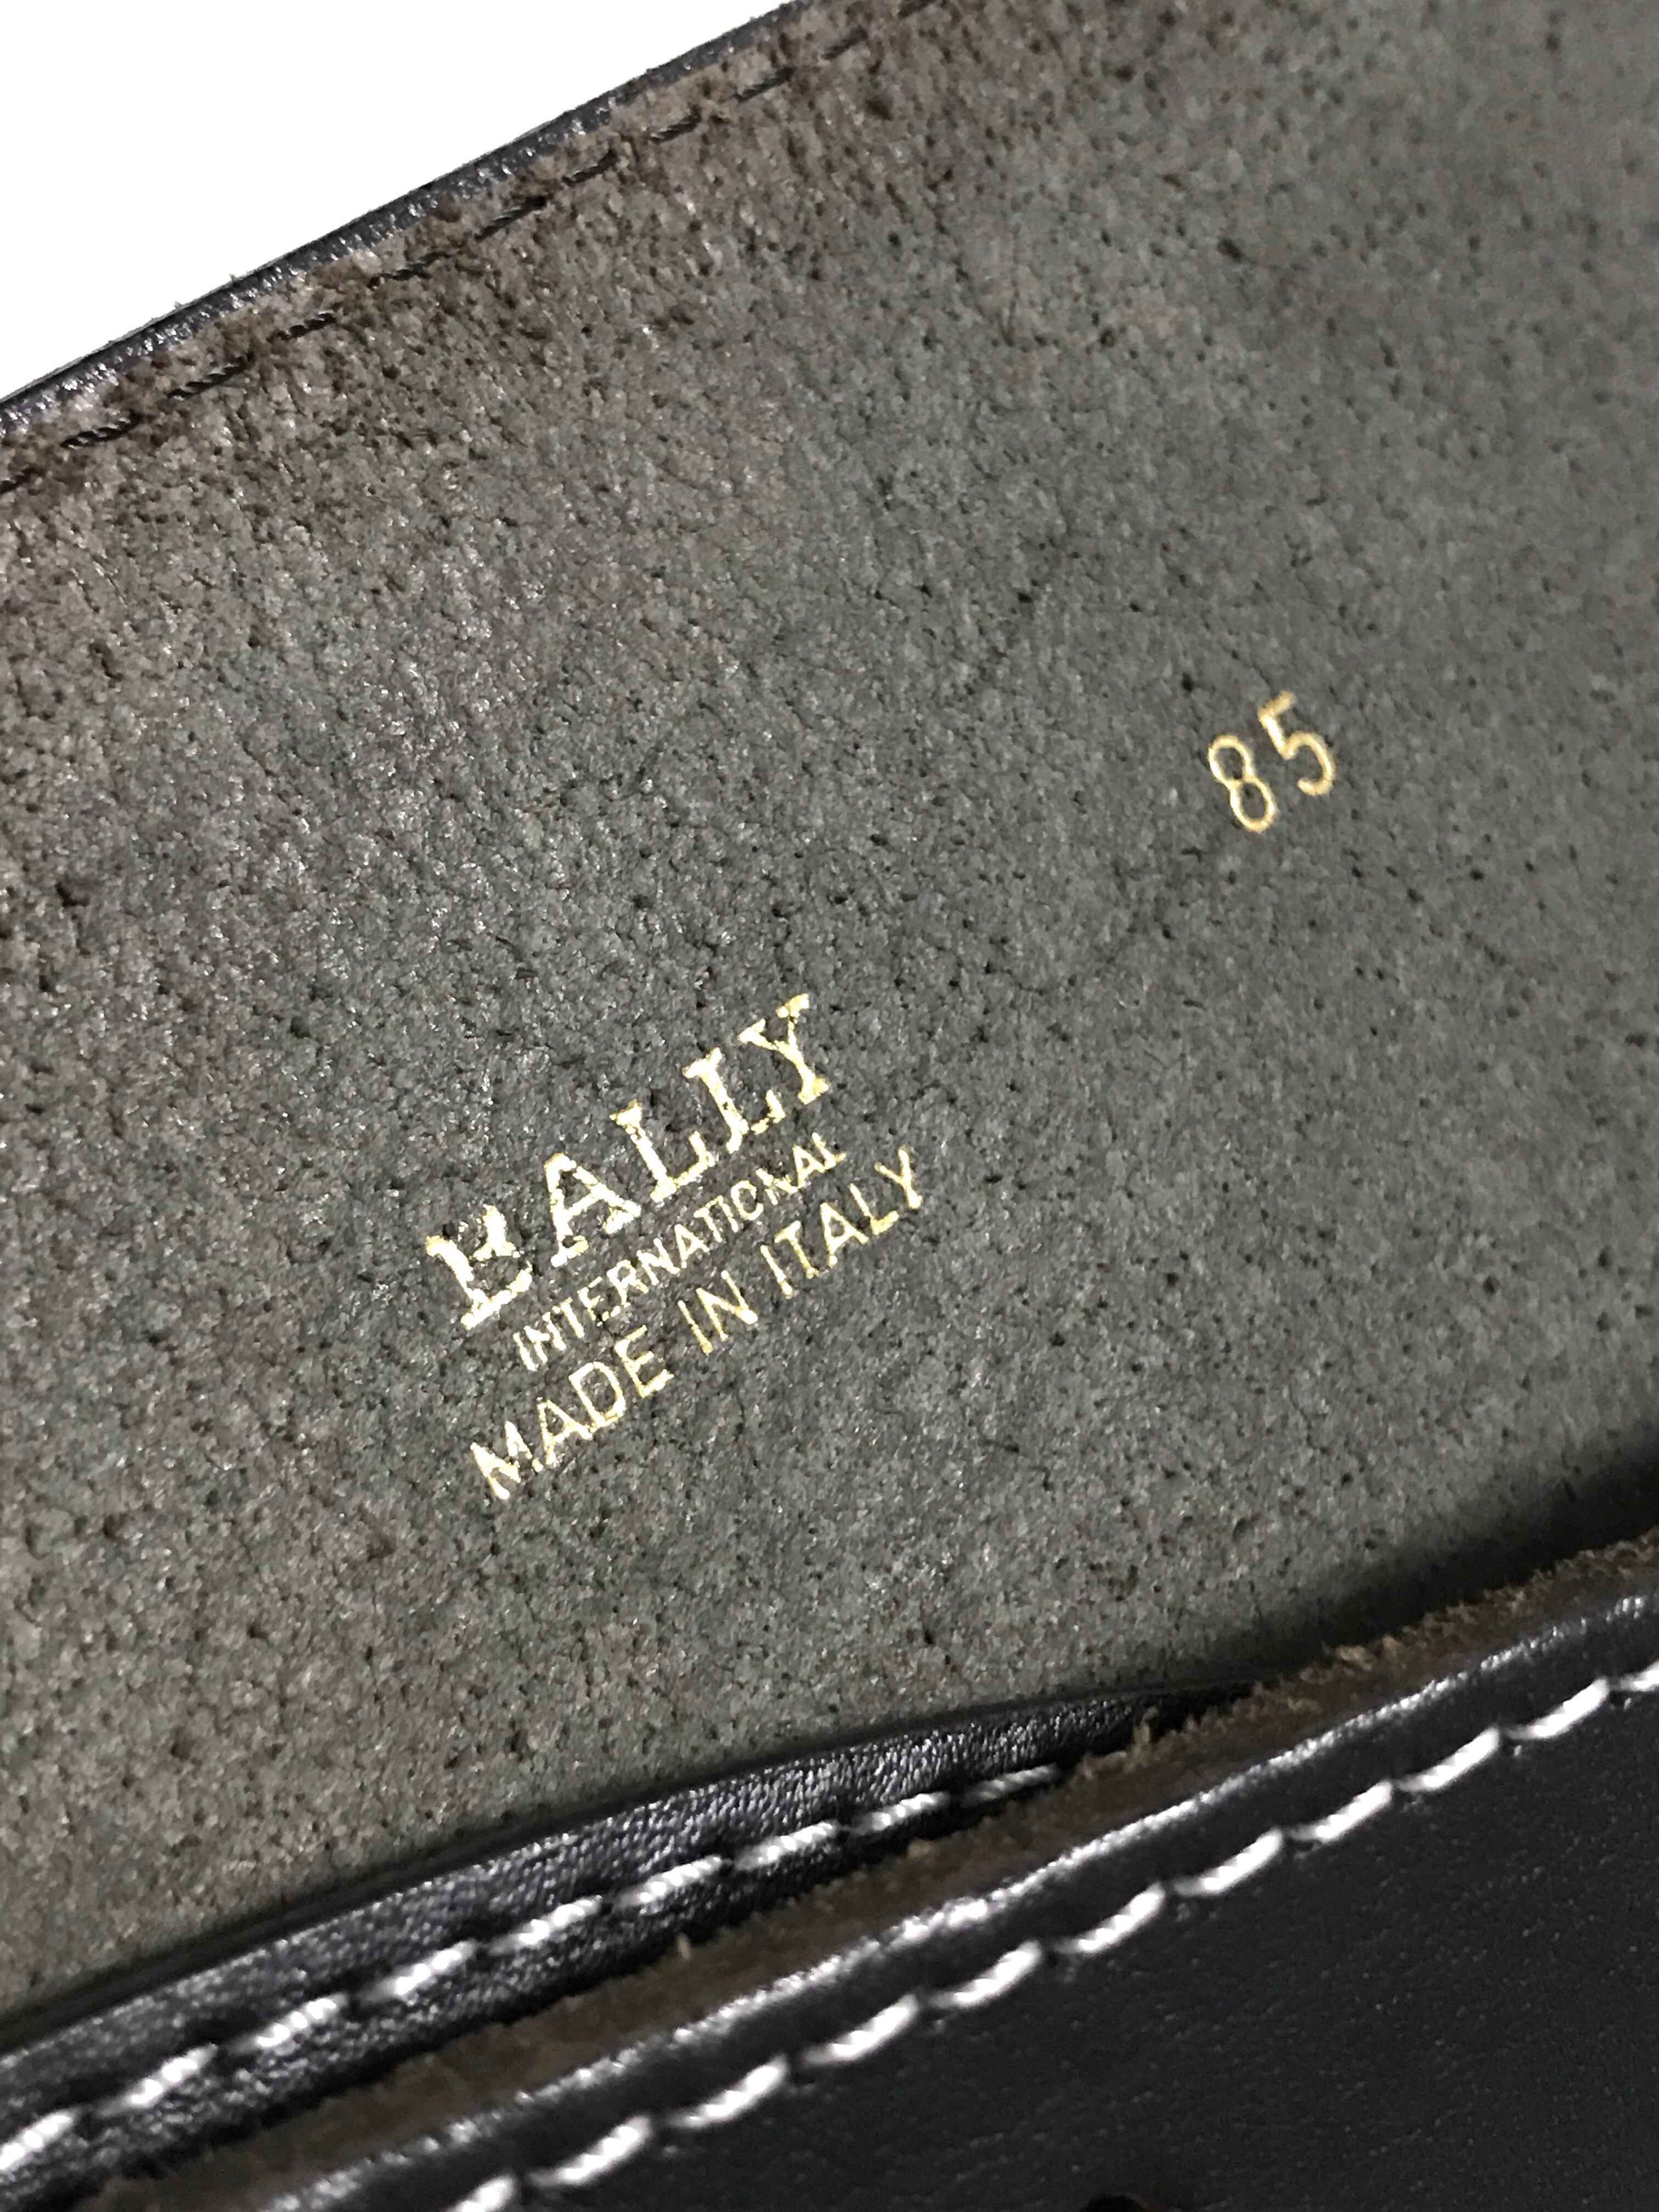 85
BALLY
INTERNATIONAL
MADE IN ITALY